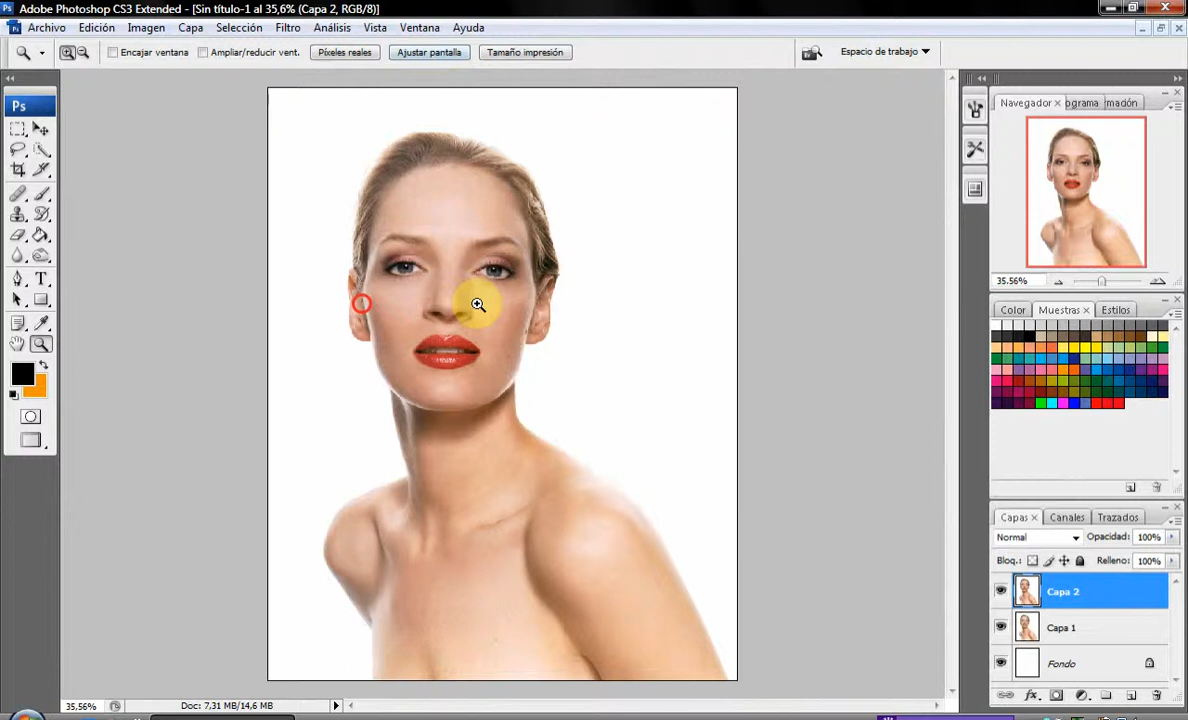 Adobe Photoshop CS3 Extended - [Sin título-1 al 35,6% (Capa 2, RGB/8)]
Archivo Edición Imagen Capa Selección Filtro Análisis Vista Ventana Ayuda
Encajar ventana Ampliar/reducir vent. Píxeles reales Ajustar pantalla Tamaño impresión Espacio de trabajo
Ps
Navegador ograma mación
35.56%
Color Muestras Estilos
Capas Canales Trazados
Normal Opacidad: 100%
Bloq.: Relleno: 100%
Capa 2
Capa 1
Fondo
35,56% Doc: 7,31 MB/14,6 MB